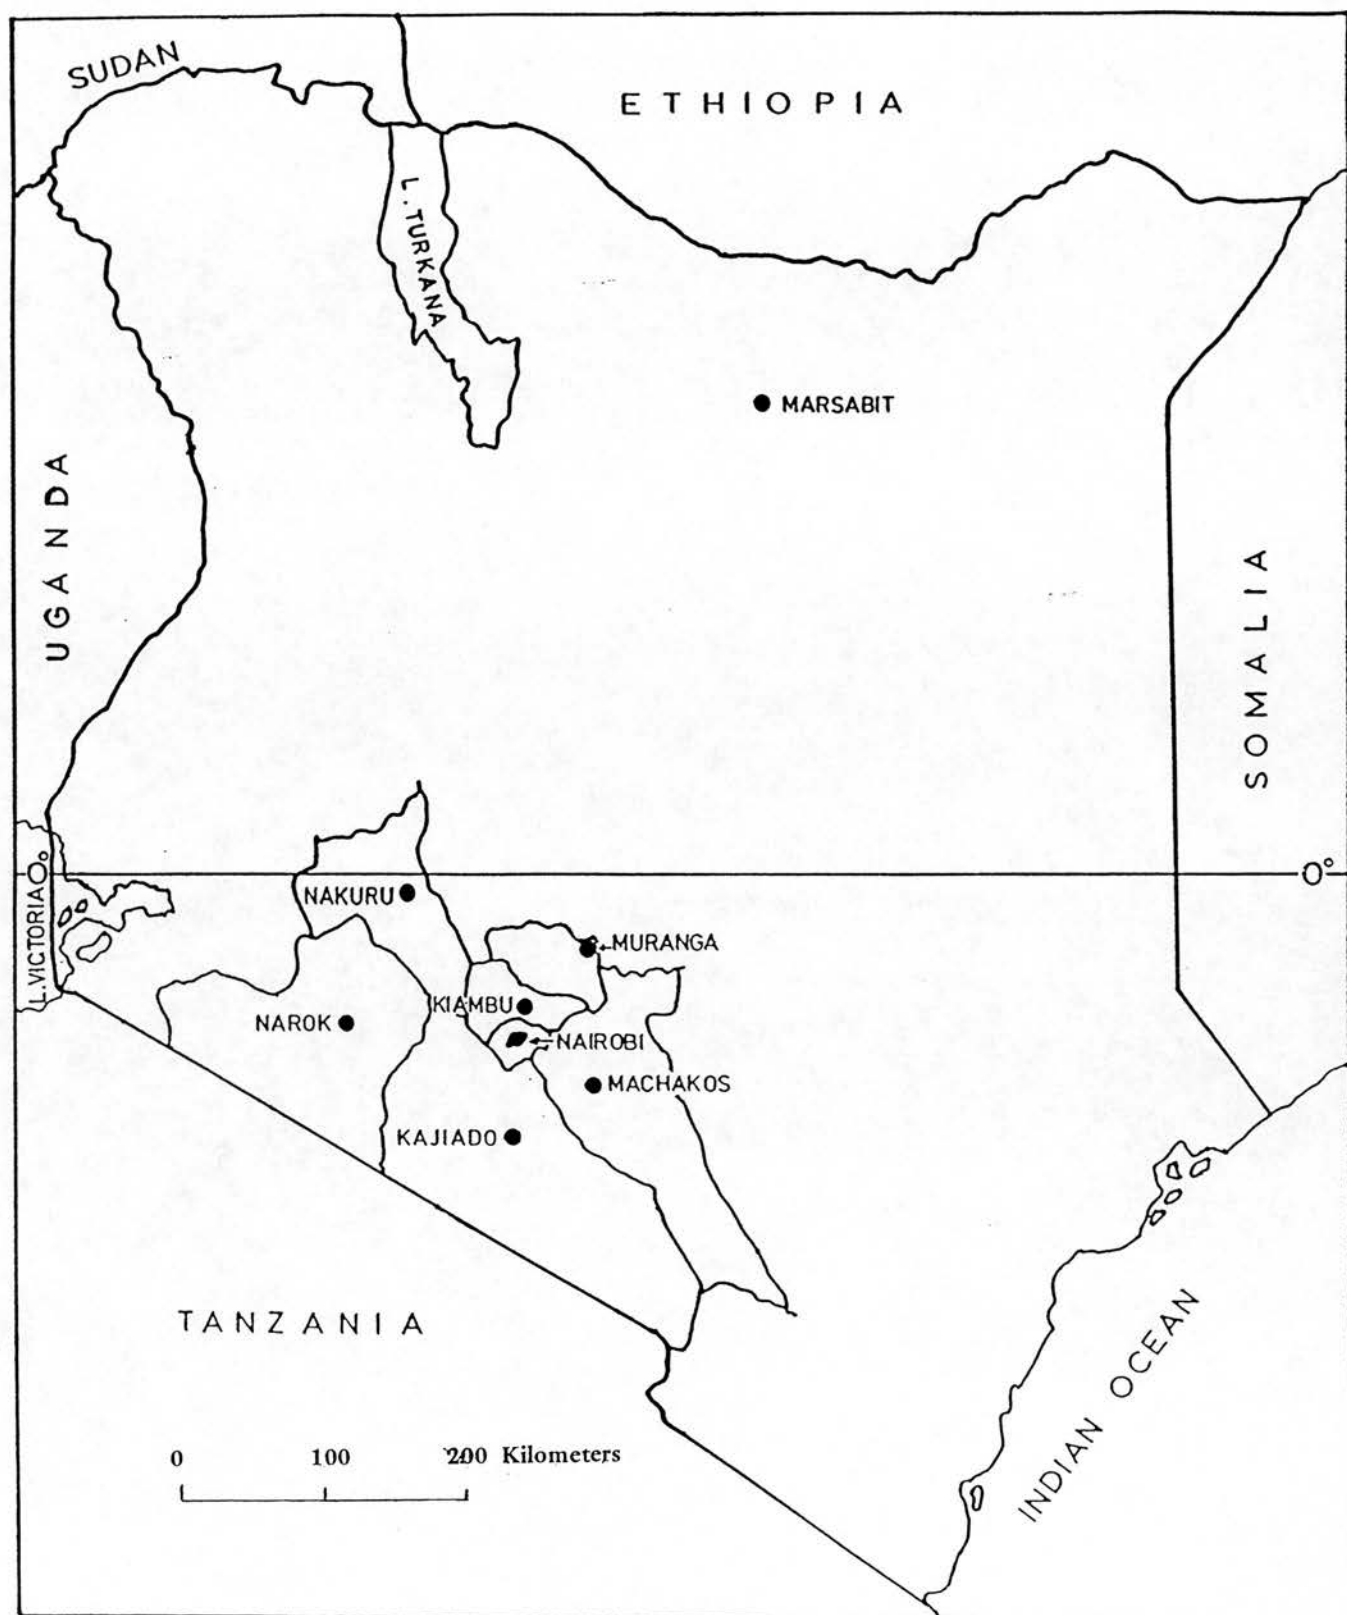 SUDAN
ETHIOPIA
L. TURKANA
MARSABIT
UGANDA
SOMALIA
L.VICTORIA
0°
0°
NAKURU
MURANGA
KIAMBU
NAROK
NAIROBI
MACHAKOS
KAJIADO
TANZANIA
INDIAN OCEAN
0 100 200 Kilometers